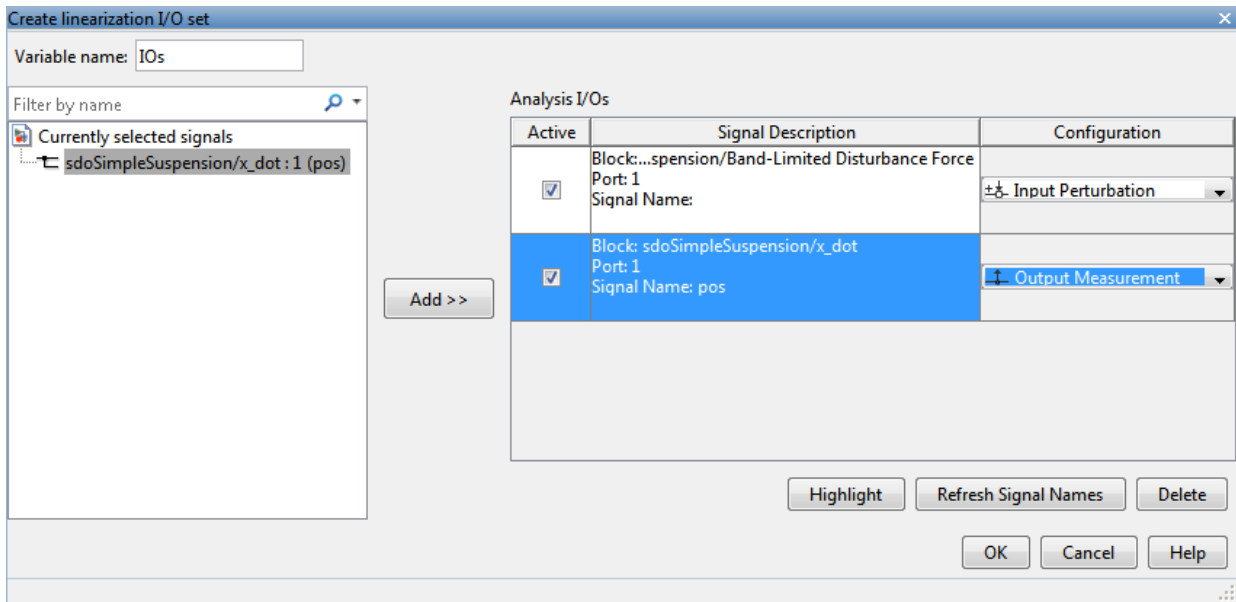 Create linearization I/O set
Variable name: IOs
Filter by name
Currently selected signals
sdoSimpleSuspension/x_dot : 1 (pos)
Add >>
Analysis I/Os
Active Signal Description Configuration
Block:...spension/Band-Limited Disturbance Force
Port: 1
Signal Name:
Input Perturbation
Block: sdoSimpleSuspension/x_dot
Port: 1
Signal Name: pos
Output Measurement
Highlight Refresh Signal Names Delete
OK Cancel Help